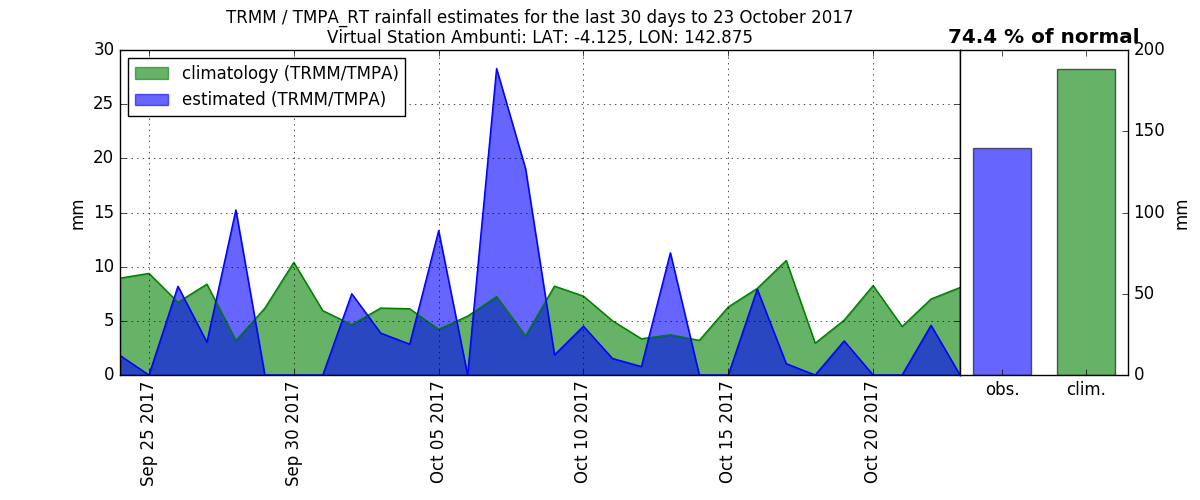 TRMM / TMPA_RT rainfall estimates for the last 30 days to 23 October 2017
Virtual Station Ambunti: LAT: -4.125, LON: 142.875
74.4 % of normal
climatology (TRMM/TMPA)
estimated (TRMM/TMPA)
mm
30
25
20
15
10
5
0
Sep 25 2017
Sep 30 2017
Oct 05 2017
Oct 10 2017
Oct 15 2017
Oct 20 2017
obs.
clim.
200
150
100
50
0
mm